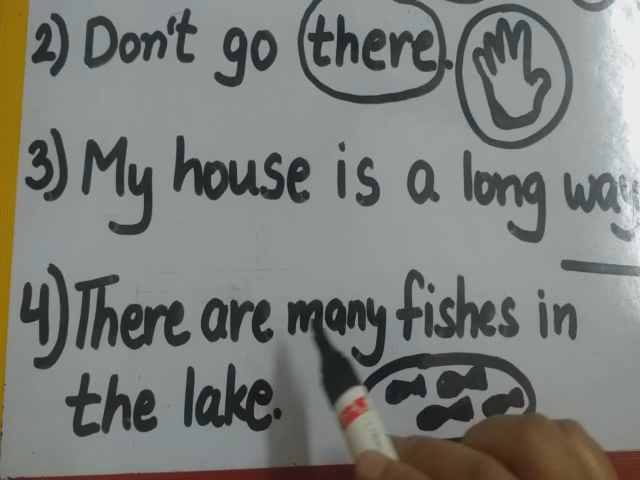 2) Don't go there.
3) My house is a long way
4) There are many fishes in
the lake.